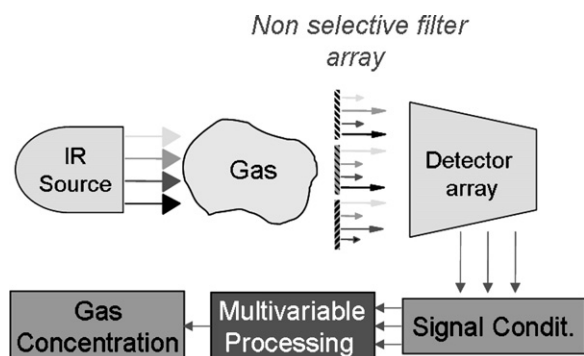 Non selective filter
array
IR
Source
Gas
Detector
array
Gas
Concentration
Multivariable
Processing
Signal Condit.